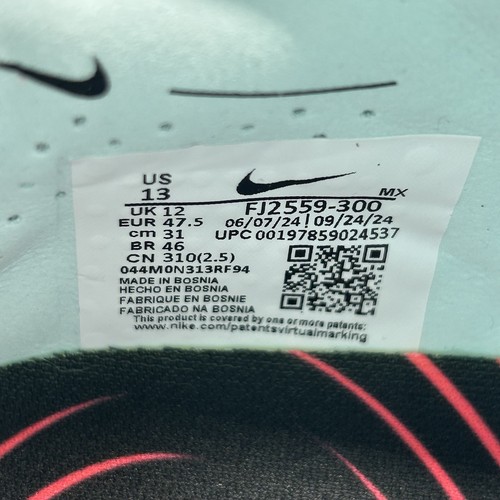 US
13
MX
UK 12
EUR 47.5
cm 31
BR 46
CN 310(2.5)
FJ2559-300
06/07/24 | 09/24/24
UPC 00197859024537
044M0N313RF94
MADE IN BOSNIA
HECHO EN BOSNIA
FABRIQUE EN BOSNIE
FABRICADO NA BOSNIA
This product is covered by one or more patents:
www.nike.com/patentsvirtualmarking